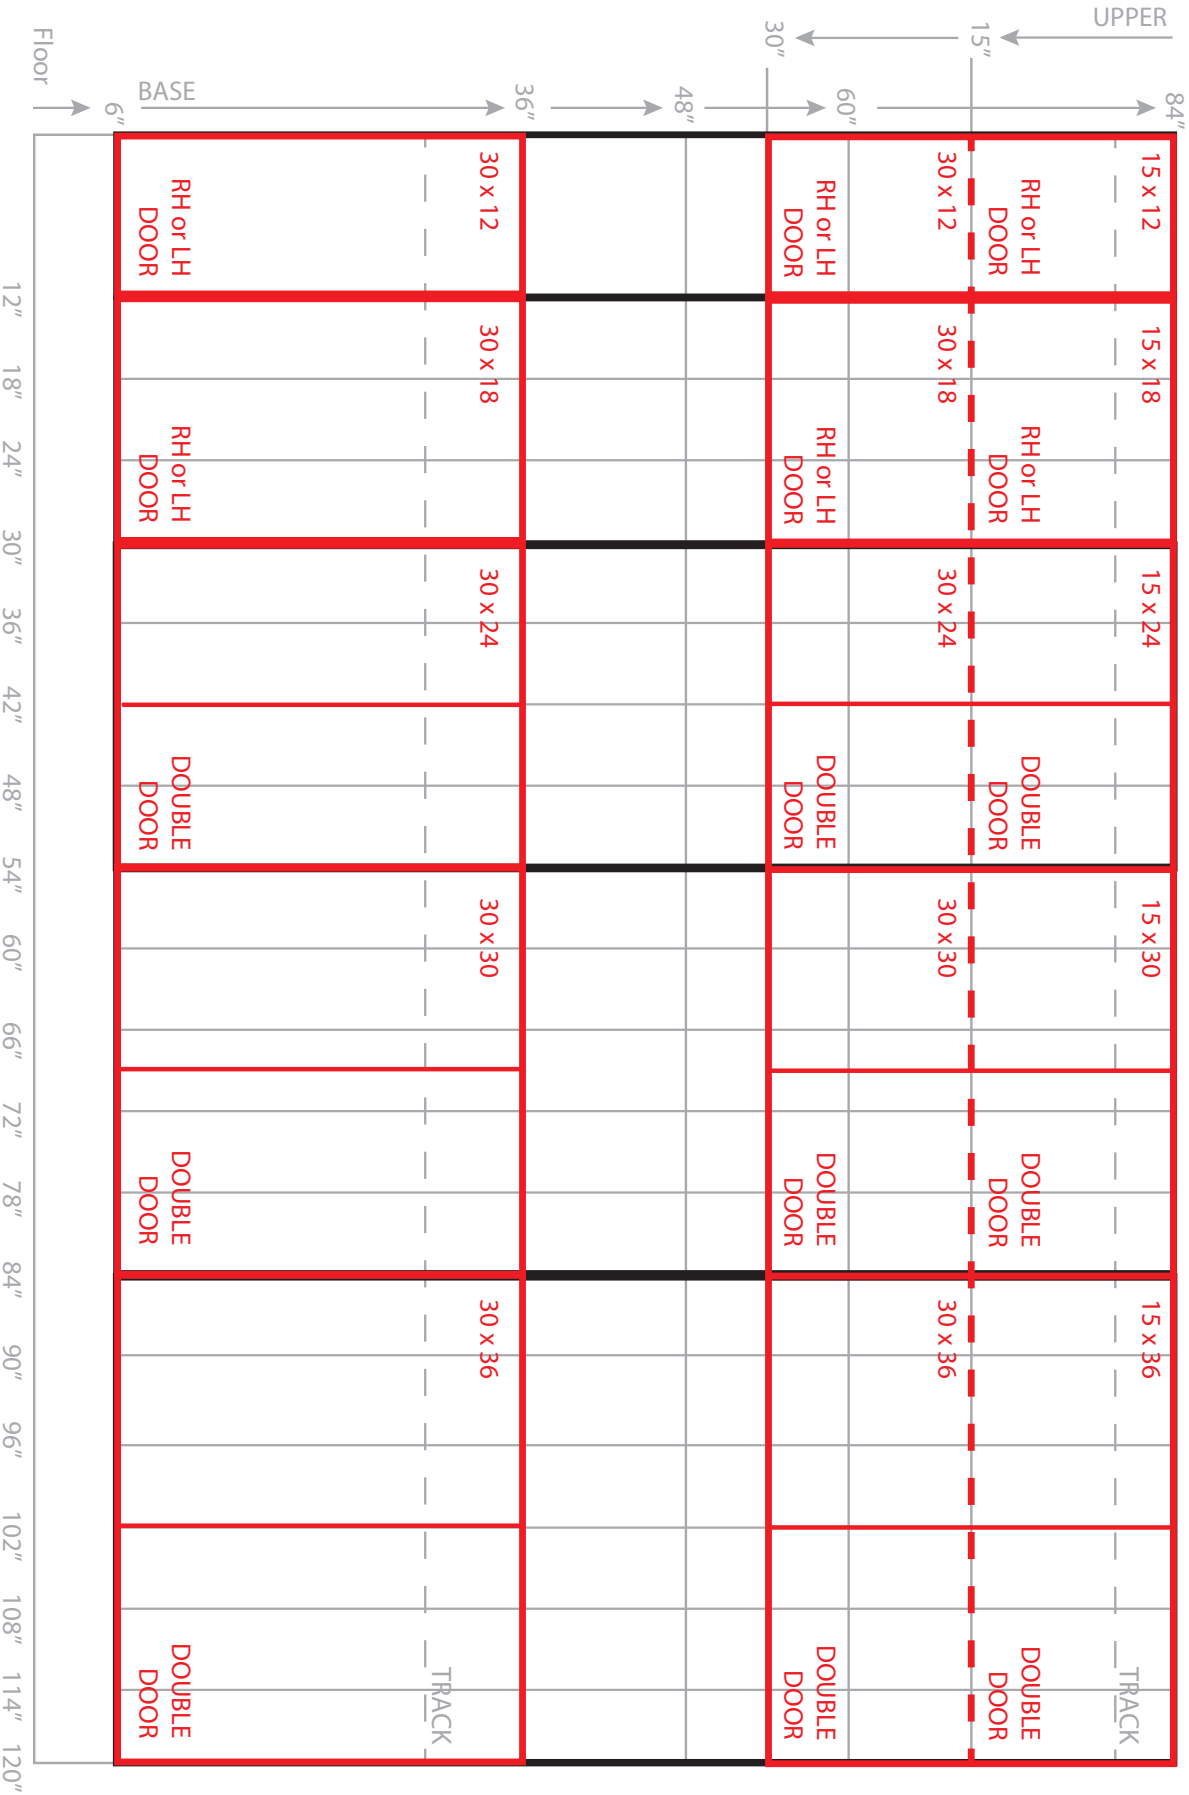 UPPER
15"
30"
84"
60"
48"
36"
BASE
6"
Floor
15 x 12
RH or LH
DOOR
30 x 12
RH or LH
DOOR
30 x 12
RH or LH
DOOR
15 x 18
RH or LH
DOOR
30 x 18
RH or LH
DOOR
30 x 18
RH or LH
DOOR
15 x 24
DOUBLE
DOOR
30 x 24
DOUBLE
DOOR
30 x 24
DOUBLE
DOOR
15 x 30
DOUBLE
DOOR
30 x 30
DOUBLE
DOOR
30 x 30
DOUBLE
DOOR
15 x 36
TRACK
DOUBLE
DOOR
30 x 36
DOUBLE
DOOR
30 x 36
TRACK
DOUBLE
DOOR
12"
18"
24"
30"
36"
42"
48"
54"
60"
66"
72"
78"
84"
90"
96"
102"
108"
114"
120"